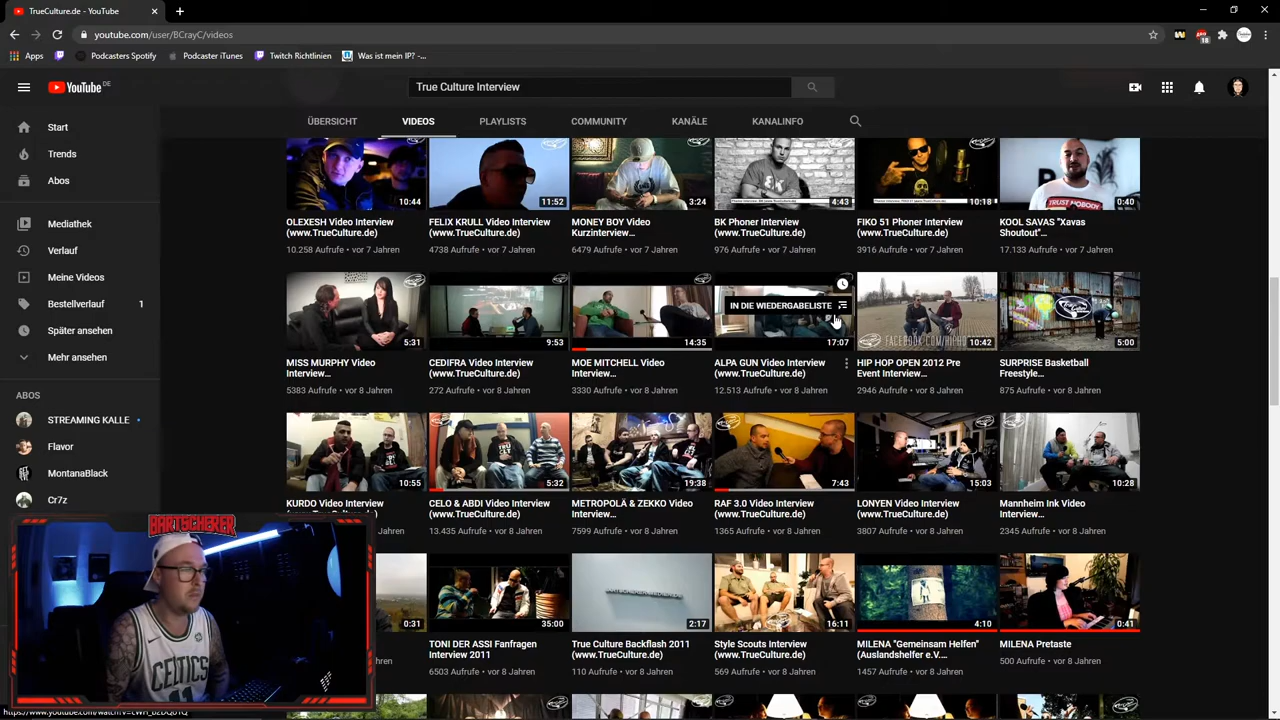 TrueCulture.de - YouTube
youtube.com/user/BCrayC/videos
Apps Podcasters Spotify Podcaster iTunes Twitch Richtlinien Was ist mein IP? -...
YouTube DE
True Culture Interview
ÜBERSICHT VIDEOS PLAYLISTS COMMUNITY KANÄLE KANALINFO
Start
Trends
Abos
Mediathek
Verlauf
Meine Videos
Bestellverlauf 1
Später ansehen
Mehr ansehen
ABOS
STREAMING KALLE
Flavor
MontanaBlack
Cr7z
10:44 11:52 3:24 4:43 10:18 0:40
OLEXESH Video Interview FELIX KRULL Video Interview MONEY BOY Video BK Phoner Interview FIKO 51 Phoner Interview KOOL SAVAS "Xavas
(www.TrueCulture.de) (www.TrueCulture.de) Kurzinterview... (www.TrueCulture.de) (www.TrueCulture.de) Shoutout"...
10.258 Aufrufe • vor 7 Jahren 4738 Aufrufe • vor 7 Jahren 6479 Aufrufe • vor 7 Jahren 976 Aufrufe • vor 7 Jahren 3916 Aufrufe • vor 7 Jahren 17.133 Aufrufe • vor 7 Jahren
IN DIE WIEDERGABELISTE
FACEBOOK.COM/HIPHO
5:31 9:53 14:35 17:07 10:42 5:00
MISS MURPHY Video CEDIFRA Video Interview MOE MITCHELL Video ALPA GUN Video Interview HIP HOP OPEN 2012 Pre SURPRISE Basketball
Interview... (www.TrueCulture.de) Interview... (www.TrueCulture.de) Event Interview... Freestyle...
5383 Aufrufe • vor 8 Jahren 272 Aufrufe • vor 8 Jahren 3330 Aufrufe • vor 8 Jahren 12.513 Aufrufe • vor 8 Jahren 2946 Aufrufe • vor 8 Jahren 875 Aufrufe • vor 8 Jahren
10:55 5:32 19:38 7:43 15:03 10:28
KURDO Video Interview CELO & ABDI Video Interview METROPOLÄ & ZEKKO Video RAF 3.0 Video Interview LONYEN Video Interview Mannheim Ink Video
(www.TrueCulture.de) Interview... (www.TrueCulture.de) (www.TrueCulture.de) Interview...
Jahren 13.435 Aufrufe • vor 8 Jahren 7599 Aufrufe • vor 8 Jahren 1365 Aufrufe • vor 8 Jahren 3807 Aufrufe • vor 8 Jahren 2345 Aufrufe • vor 8 Jahren
BARTSCHERER
CELTICS
0:31 35:00 2:17 16:11 4:10 0:41
TONI DER ASSI Fanfragen True Culture Backflash 2011 Style Scouts Interview MILENA "Gemeinsam Helfen" MILENA Pretaste
Interview 2011 (www.TrueCulture.de) (www.TrueCulture.de) (Auslandshelfer e.V....
Jahren 6503 Aufrufe • vor 8 Jahren 110 Aufrufe • vor 8 Jahren 569 Aufrufe • vor 8 Jahren 1457 Aufrufe • vor 8 Jahren 500 Aufrufe • vor 8 Jahren